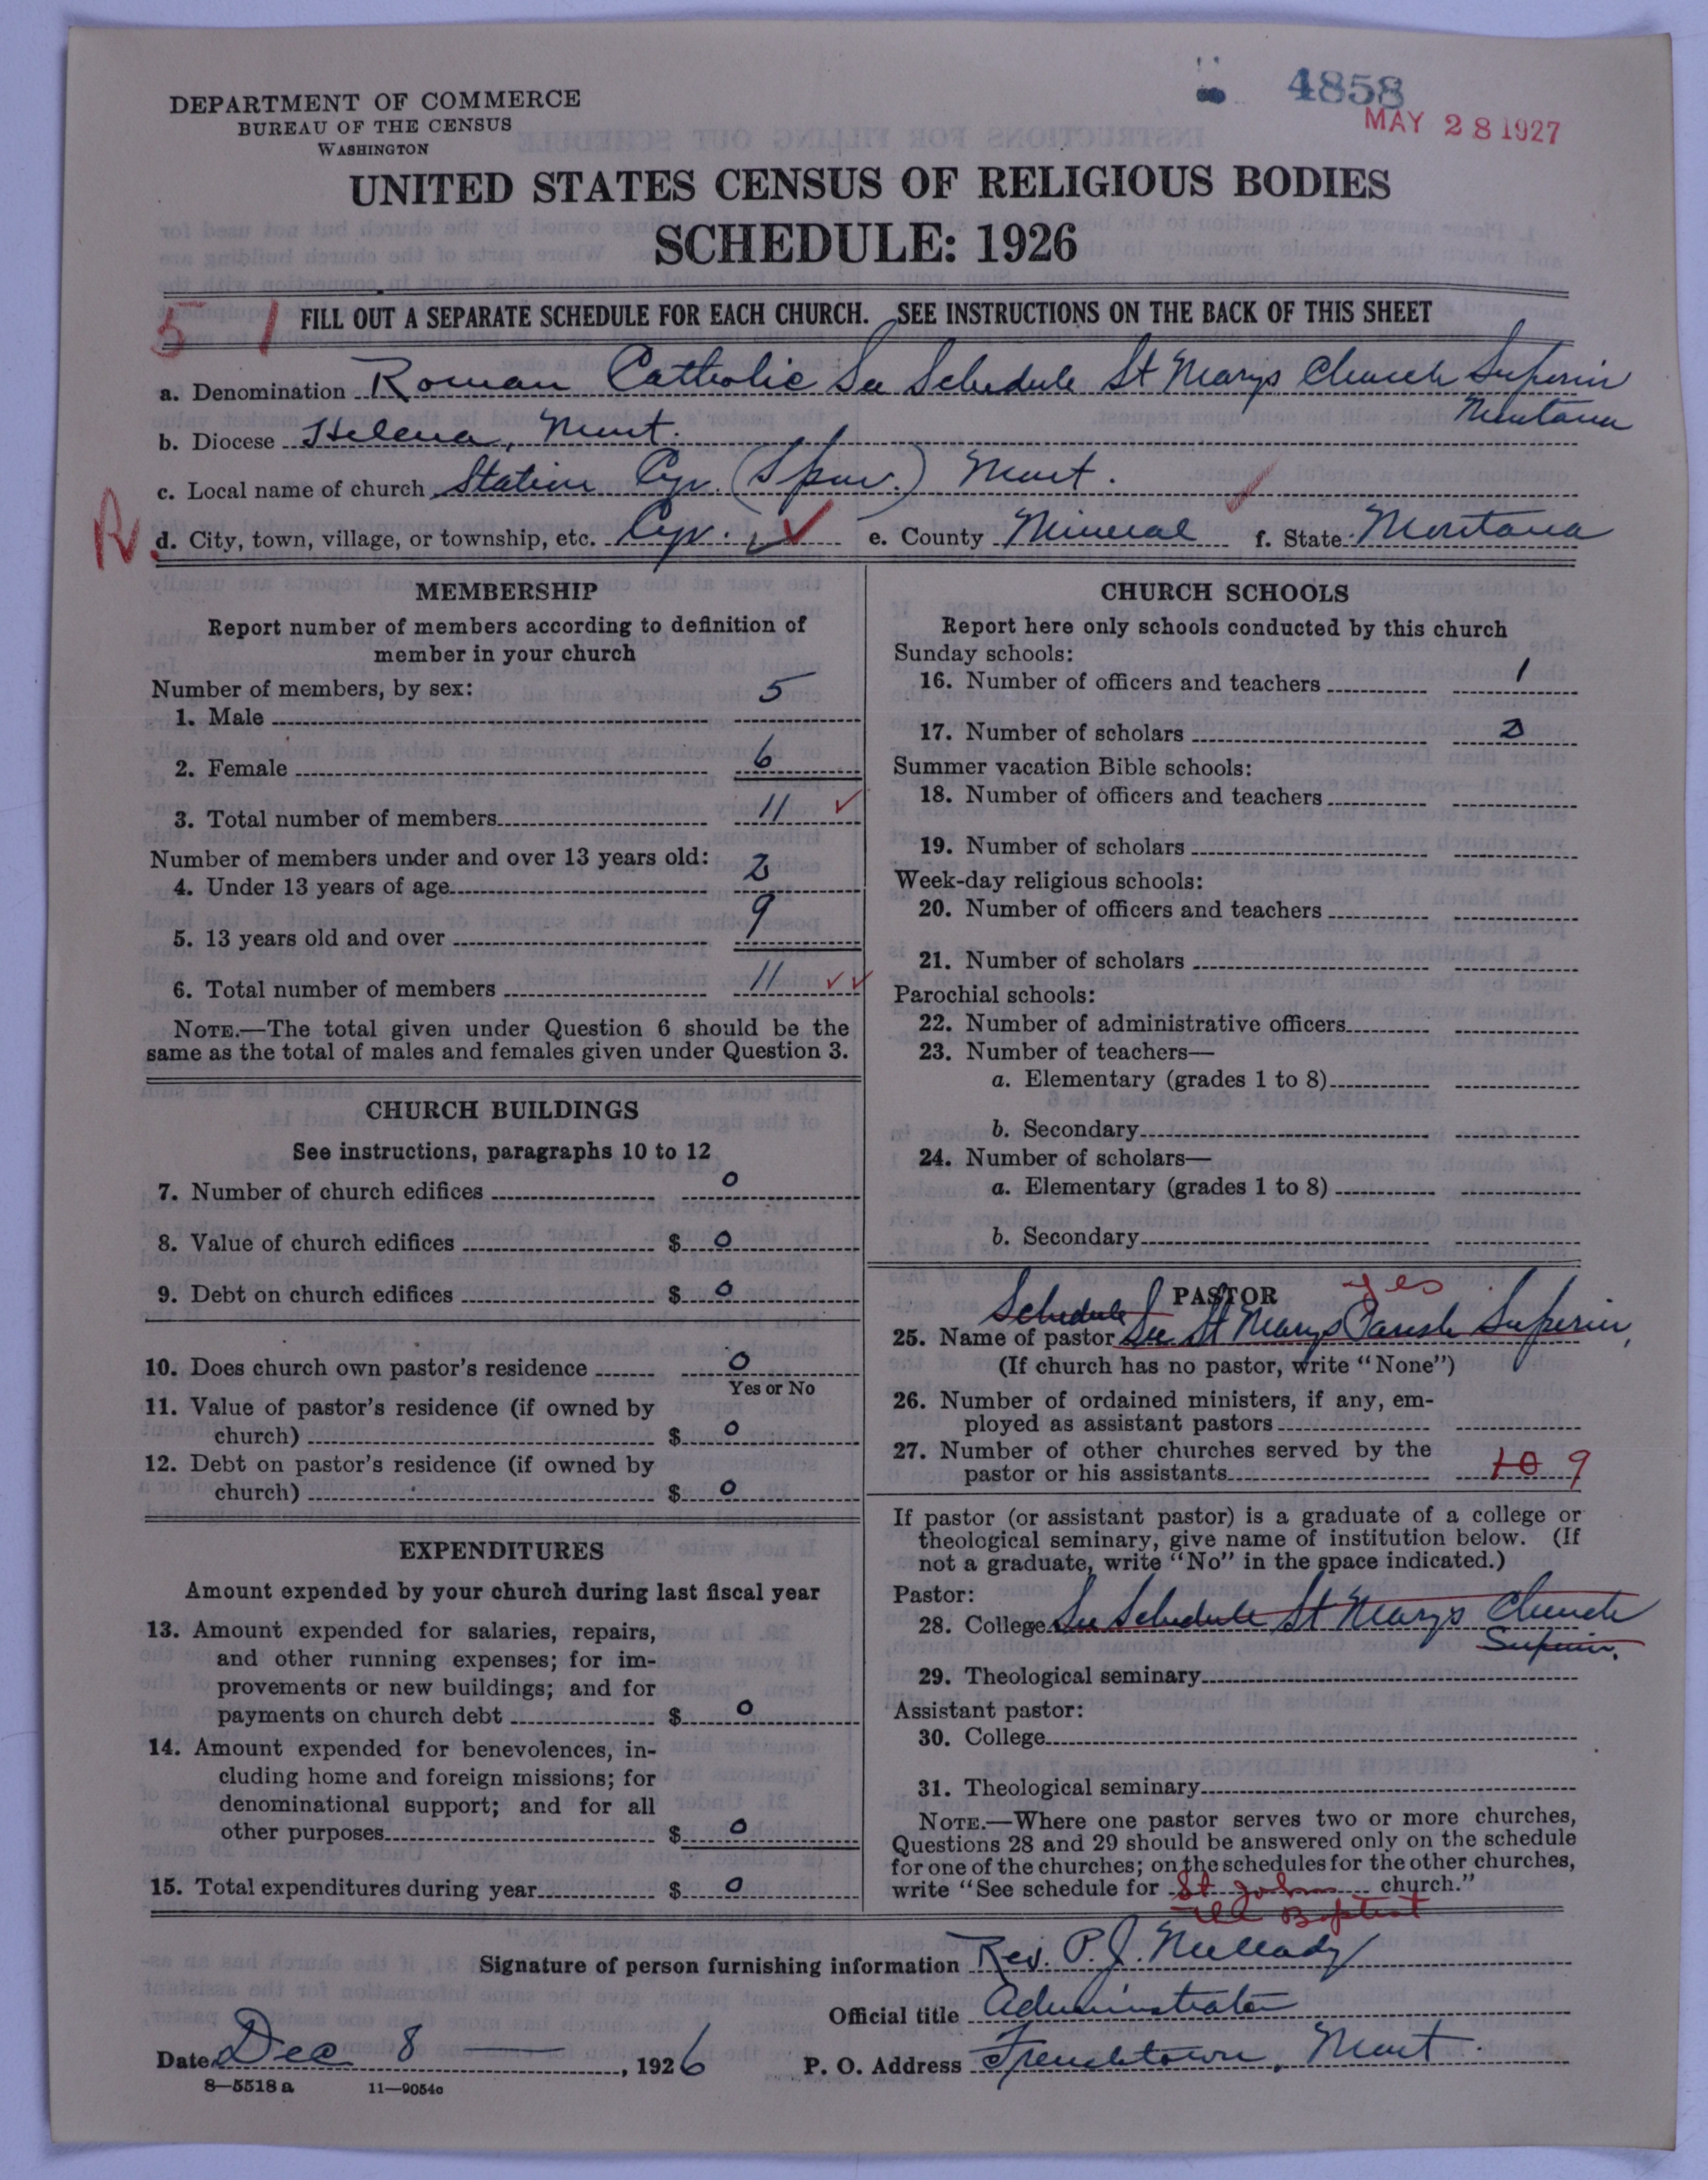 4858
MAY 28 1927
DEPARTMENT OF COMMERCE
BUREAU OF THE CENSUS
WASHINGTON
UNITED STATES CENSUS OF RELIGIOUS BODIES
SCHEDULE: 1926
5 1 FILL OUT A SEPARATE SCHEDULE FOR EACH CHURCH. SEE INSTRUCTIONS ON THE BACK OF THIS SHEET
a. Denomination Roman Catholic See Schedule St Marys Church Superior
Montana
b. Diocese Helena, Mont.
c. Local name of church Station Cyr. (Spur.) Mont.
R d. City, town, village, or township, etc. Cyr. e. County Mineral f. State Montana
MEMBERSHIP
Report number of members according to definition of
member in your church
Number of members, by sex:
1. Male 5
2. Female 6
3. Total number of members 11
Number of members under and over 13 years old:
4. Under 13 years of age 2
5. 13 years old and over 9
6. Total number of members 11
NOTE.—The total given under Question 6 should be the
same as the total of males and females given under Question 3.
CHURCH BUILDINGS
See instructions, paragraphs 10 to 12
7. Number of church edifices 0
8. Value of church edifices $ 0
9. Debt on church edifices $ 0
10. Does church own pastor's residence 0
Yes or No
11. Value of pastor's residence (if owned by
church) $ 0
12. Debt on pastor's residence (if owned by
church) $ 0
EXPENDITURES
Amount expended by your church during last fiscal year
13. Amount expended for salaries, repairs,
and other running expenses; for im-
provements or new buildings; and for
payments on church debt $ 0
14. Amount expended for benevolences, in-
cluding home and foreign missions; for
denominational support; and for all
other purposes $ 0
15. Total expenditures during year $ 0
CHURCH SCHOOLS
Report here only schools conducted by this church
Sunday schools:
16. Number of officers and teachers 1
17. Number of scholars 2
Summer vacation Bible schools:
18. Number of officers and teachers
19. Number of scholars
Week-day religious schools:
20. Number of officers and teachers
21. Number of scholars
Parochial schools:
22. Number of administrative officers
23. Number of teachers—
a. Elementary (grades 1 to 8)
b. Secondary
24. Number of scholars—
a. Elementary (grades 1 to 8)
b. Secondary
PASTOR yes
Schedule
25. Name of pastor See St Marys Parish Superior,
(If church has no pastor, write "None")
26. Number of ordained ministers, if any, em-
ployed as assistant pastors
27. Number of other churches served by the
pastor or his assistants 10 9
If pastor (or assistant pastor) is a graduate of a college or
theological seminary, give name of institution below. (If
not a graduate, write "No" in the space indicated.)
Pastor:
28. College See Schedule St Marys Church
Superior.
29. Theological seminary
Assistant pastor:
30. College
31. Theological seminary
NOTE.—Where one pastor serves two or more churches,
Questions 28 and 29 should be answered only on the schedule
for one of the churches; on the schedules for the other churches,
write "See schedule for St Johns church."
Baptist
Signature of person furnishing information Rev. P. J. Mullady
Official title Administrator
Date Dec 8, 1926 P. O. Address Frenchtown, Mont.
8—5518 a 11—9054c